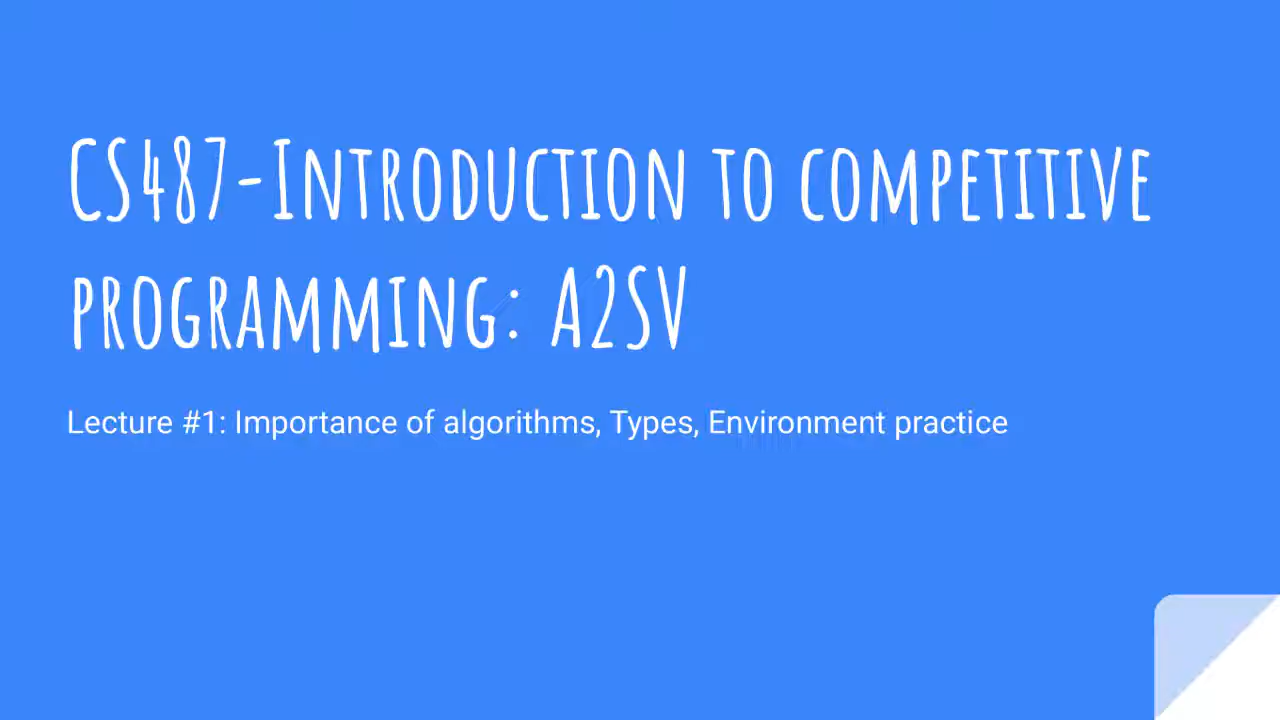 CS487-Introduction to competitive
programming: A2SV
Lecture #1: Importance of algorithms, Types, Environment practice